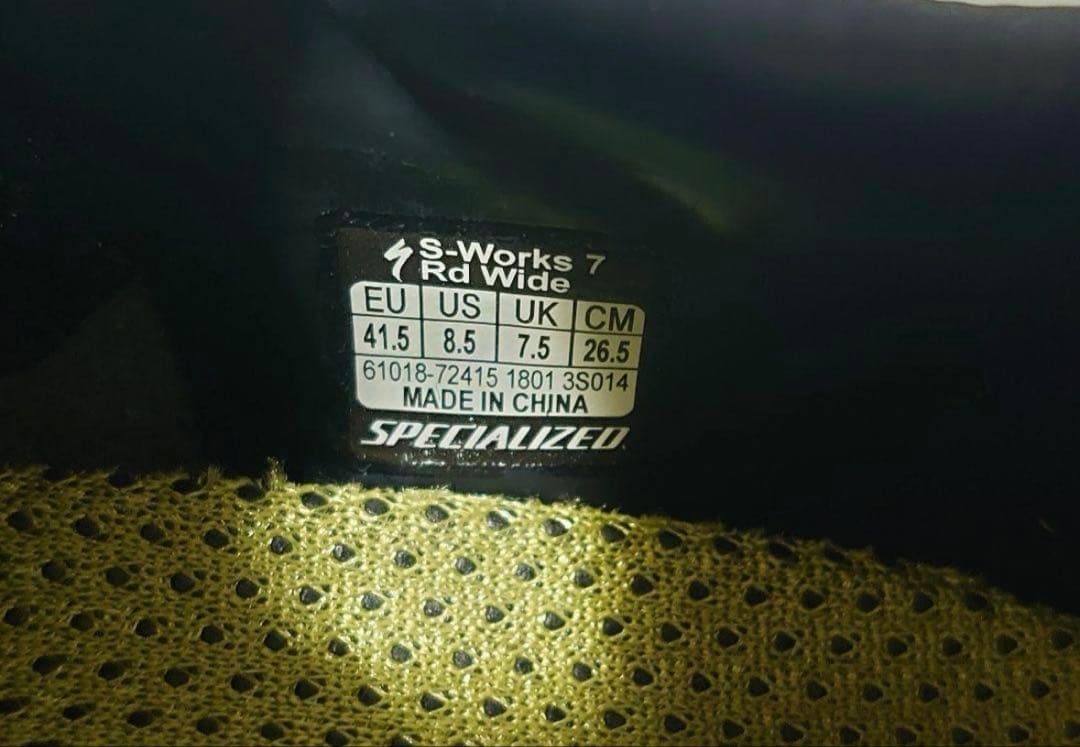 S-Works 7
Rd Wide
EU US UK CM
41.5 8.5 7.5 26.5
61018-72415 1801 3S014
MADE IN CHINA
SPECIALIZED